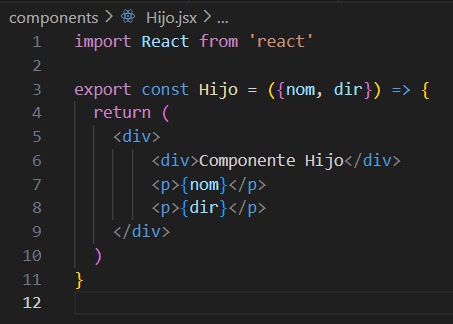 components > Hijo.jsx > ...
1 import React from 'react'
2
3 export const Hijo = ({nom, dir}) => {
4   return (
5     <div>
6         <div>Componente Hijo</div>
7         <p>{nom}</p>
8         <p>{dir}</p>
9     </div>
10   )
11 }
12